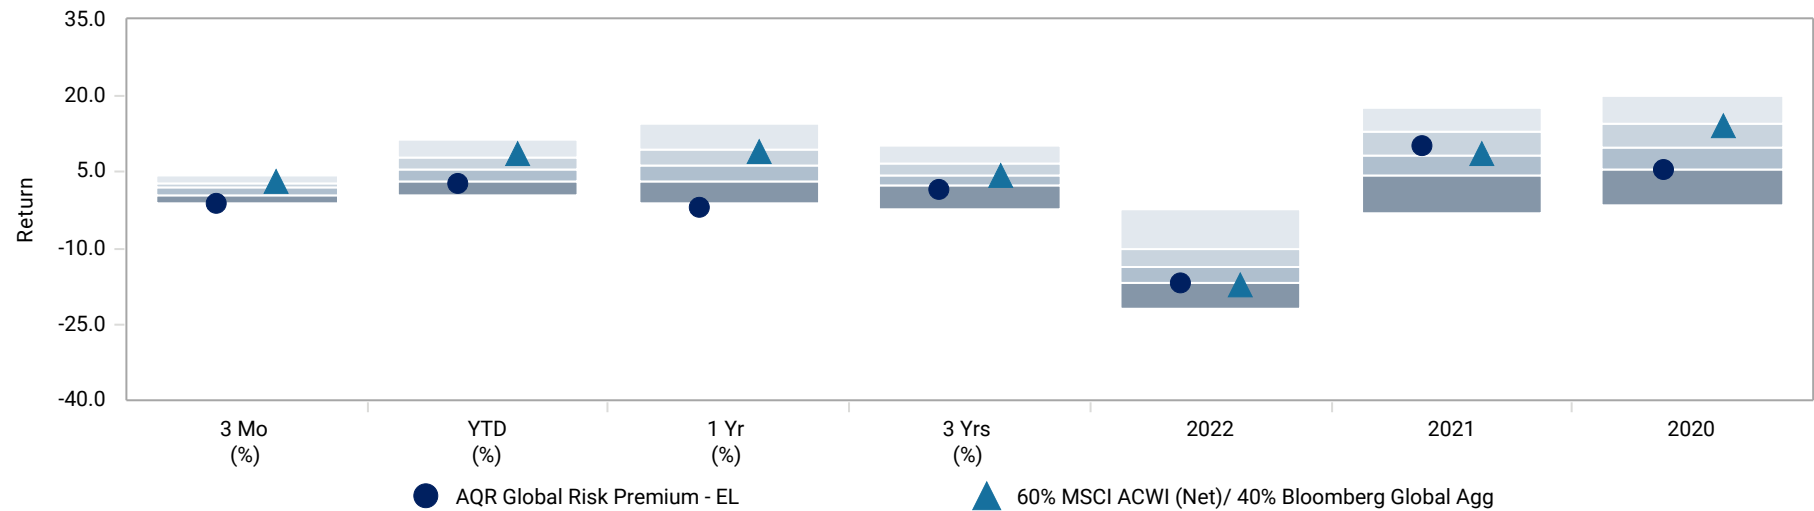 35.0
20.0
5.0
-10.0
-25.0
-40.0
Return
3 Mo
(%)
YTD
(%)
1 Yr
(%)
3 Yrs
(%)
2022
2021
2020
AQR Global Risk Premium - EL
60% MSCI ACWI (Net)/ 40% Bloomberg Global Agg